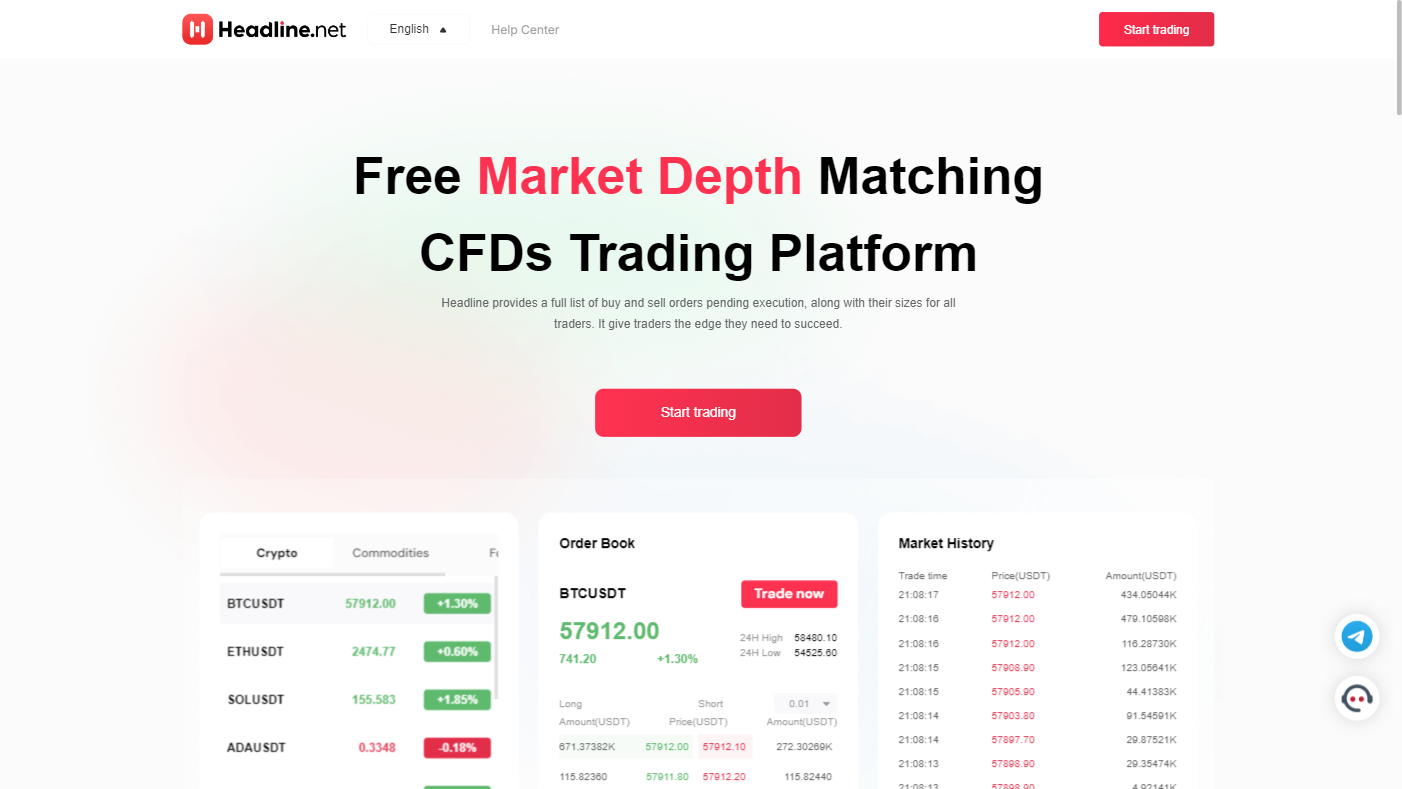 Headline.net
English
Help Center
Start trading
Free Market Depth Matching
CFDs Trading Platform
Headline provides a full list of buy and sell orders pending execution, along with their sizes for all
traders. It give traders the edge they need to succeed.
Start trading
Crypto Commodities
BTCUSDT 57912.00 +1.30%
ETHUSDT 2474.77 +0.60%
SOLUSDT 155.583 +1.85%
ADAUSDT 0.3348 -0.18%
Order Book
BTCUSDT Trade now
57912.00
741.20 +1.30%
24H High 58480.10
24H Low 54525.60
Long Short 0.01
Amount(USDT) Price(USDT) Amount(USDT)
671.37382K 57912.00 57912.10 272.30269K
115.82360 57911.80 57912.20 115.82440
Market History
Trade time Price(USDT) Amount(USDT)
21:08:17 57912.00 434.05044K
21:08:16 57912.00 479.10598K
21:08:16 57912.00 116.28730K
21:08:15 57908.90 123.05641K
21:08:15 57905.90 44.41383K
21:08:14 57903.80 91.54591K
21:08:14 57897.70 29.87521K
21:08:13 57898.90 29.35474K
21:08:13 57898.90 4.92141K